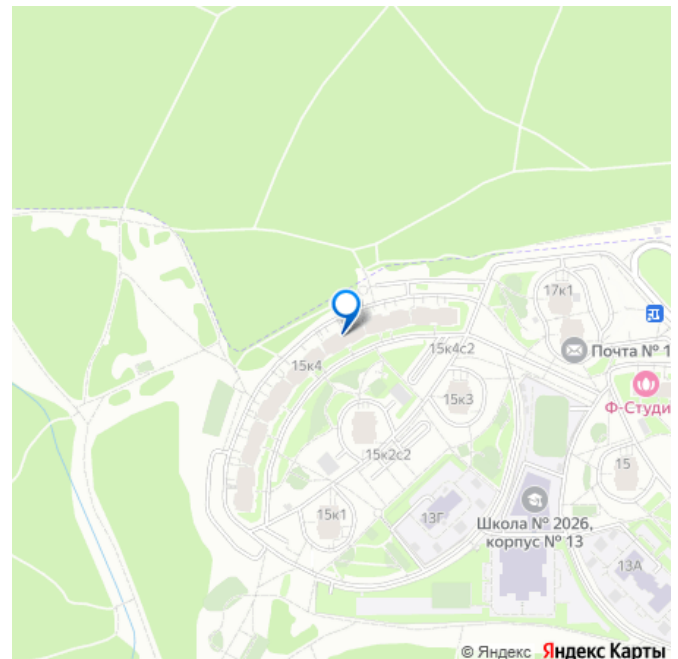 17к1
Почта № 1
15к4
15к4с2
Ф-Студи
15к3
15к2с2
15
15к1
13Г
Школа № 2026,
корпус № 13
13А
© Яндекс Яндекс Карты